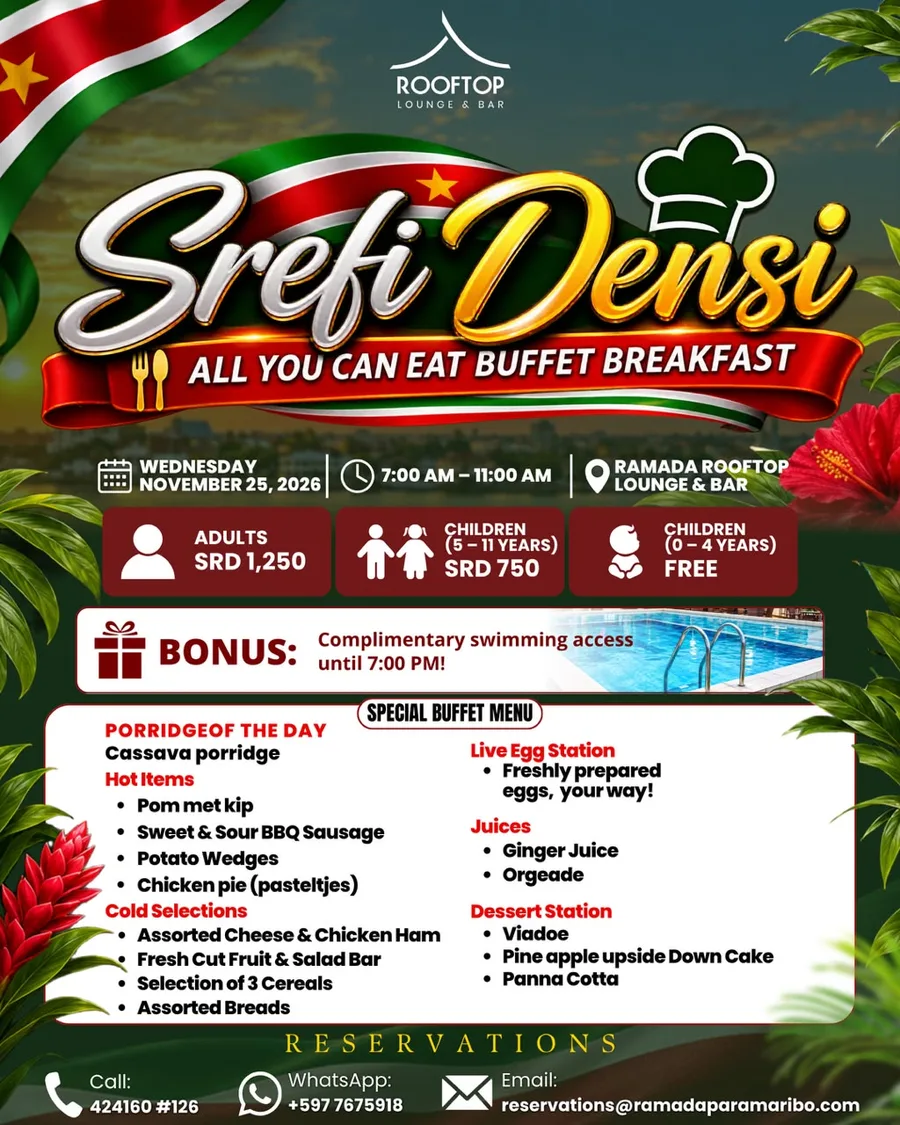 ROOFTOP
LOUNGE & BAR
Srefi Densi
ALL YOU CAN EAT BUFFET BREAKFAST
WEDNESDAY
NOVEMBER 25, 2026
7:00 AM – 11:00 AM
RAMADA ROOFTOP
LOUNGE & BAR
ADULTS
SRD 1,250
CHILDREN
(5 – 11 YEARS)
SRD 750
CHILDREN
(0 – 4 YEARS)
FREE
BONUS:
Complimentary swimming access
until 7:00 PM!
SPECIAL BUFFET MENU
PORRIDGEOF THE DAY
Cassava porridge
Hot Items
• Pom met kip
• Sweet & Sour BBQ Sausage
• Potato Wedges
• Chicken pie (pasteltjes)
Cold Selections
• Assorted Cheese & Chicken Ham
• Fresh Cut Fruit & Salad Bar
• Selection of 3 Cereals
• Assorted Breads
Live Egg Station
• Freshly prepared
eggs, your way!
Juices
• Ginger Juice
• Orgeade
Dessert Station
• Viadoe
• Pine apple upside Down Cake
• Panna Cotta
RESERVATIONS
Call:
424160 #126
WhatsApp:
+597 7675918
Email:
reservations@ramadaparamaribo.com